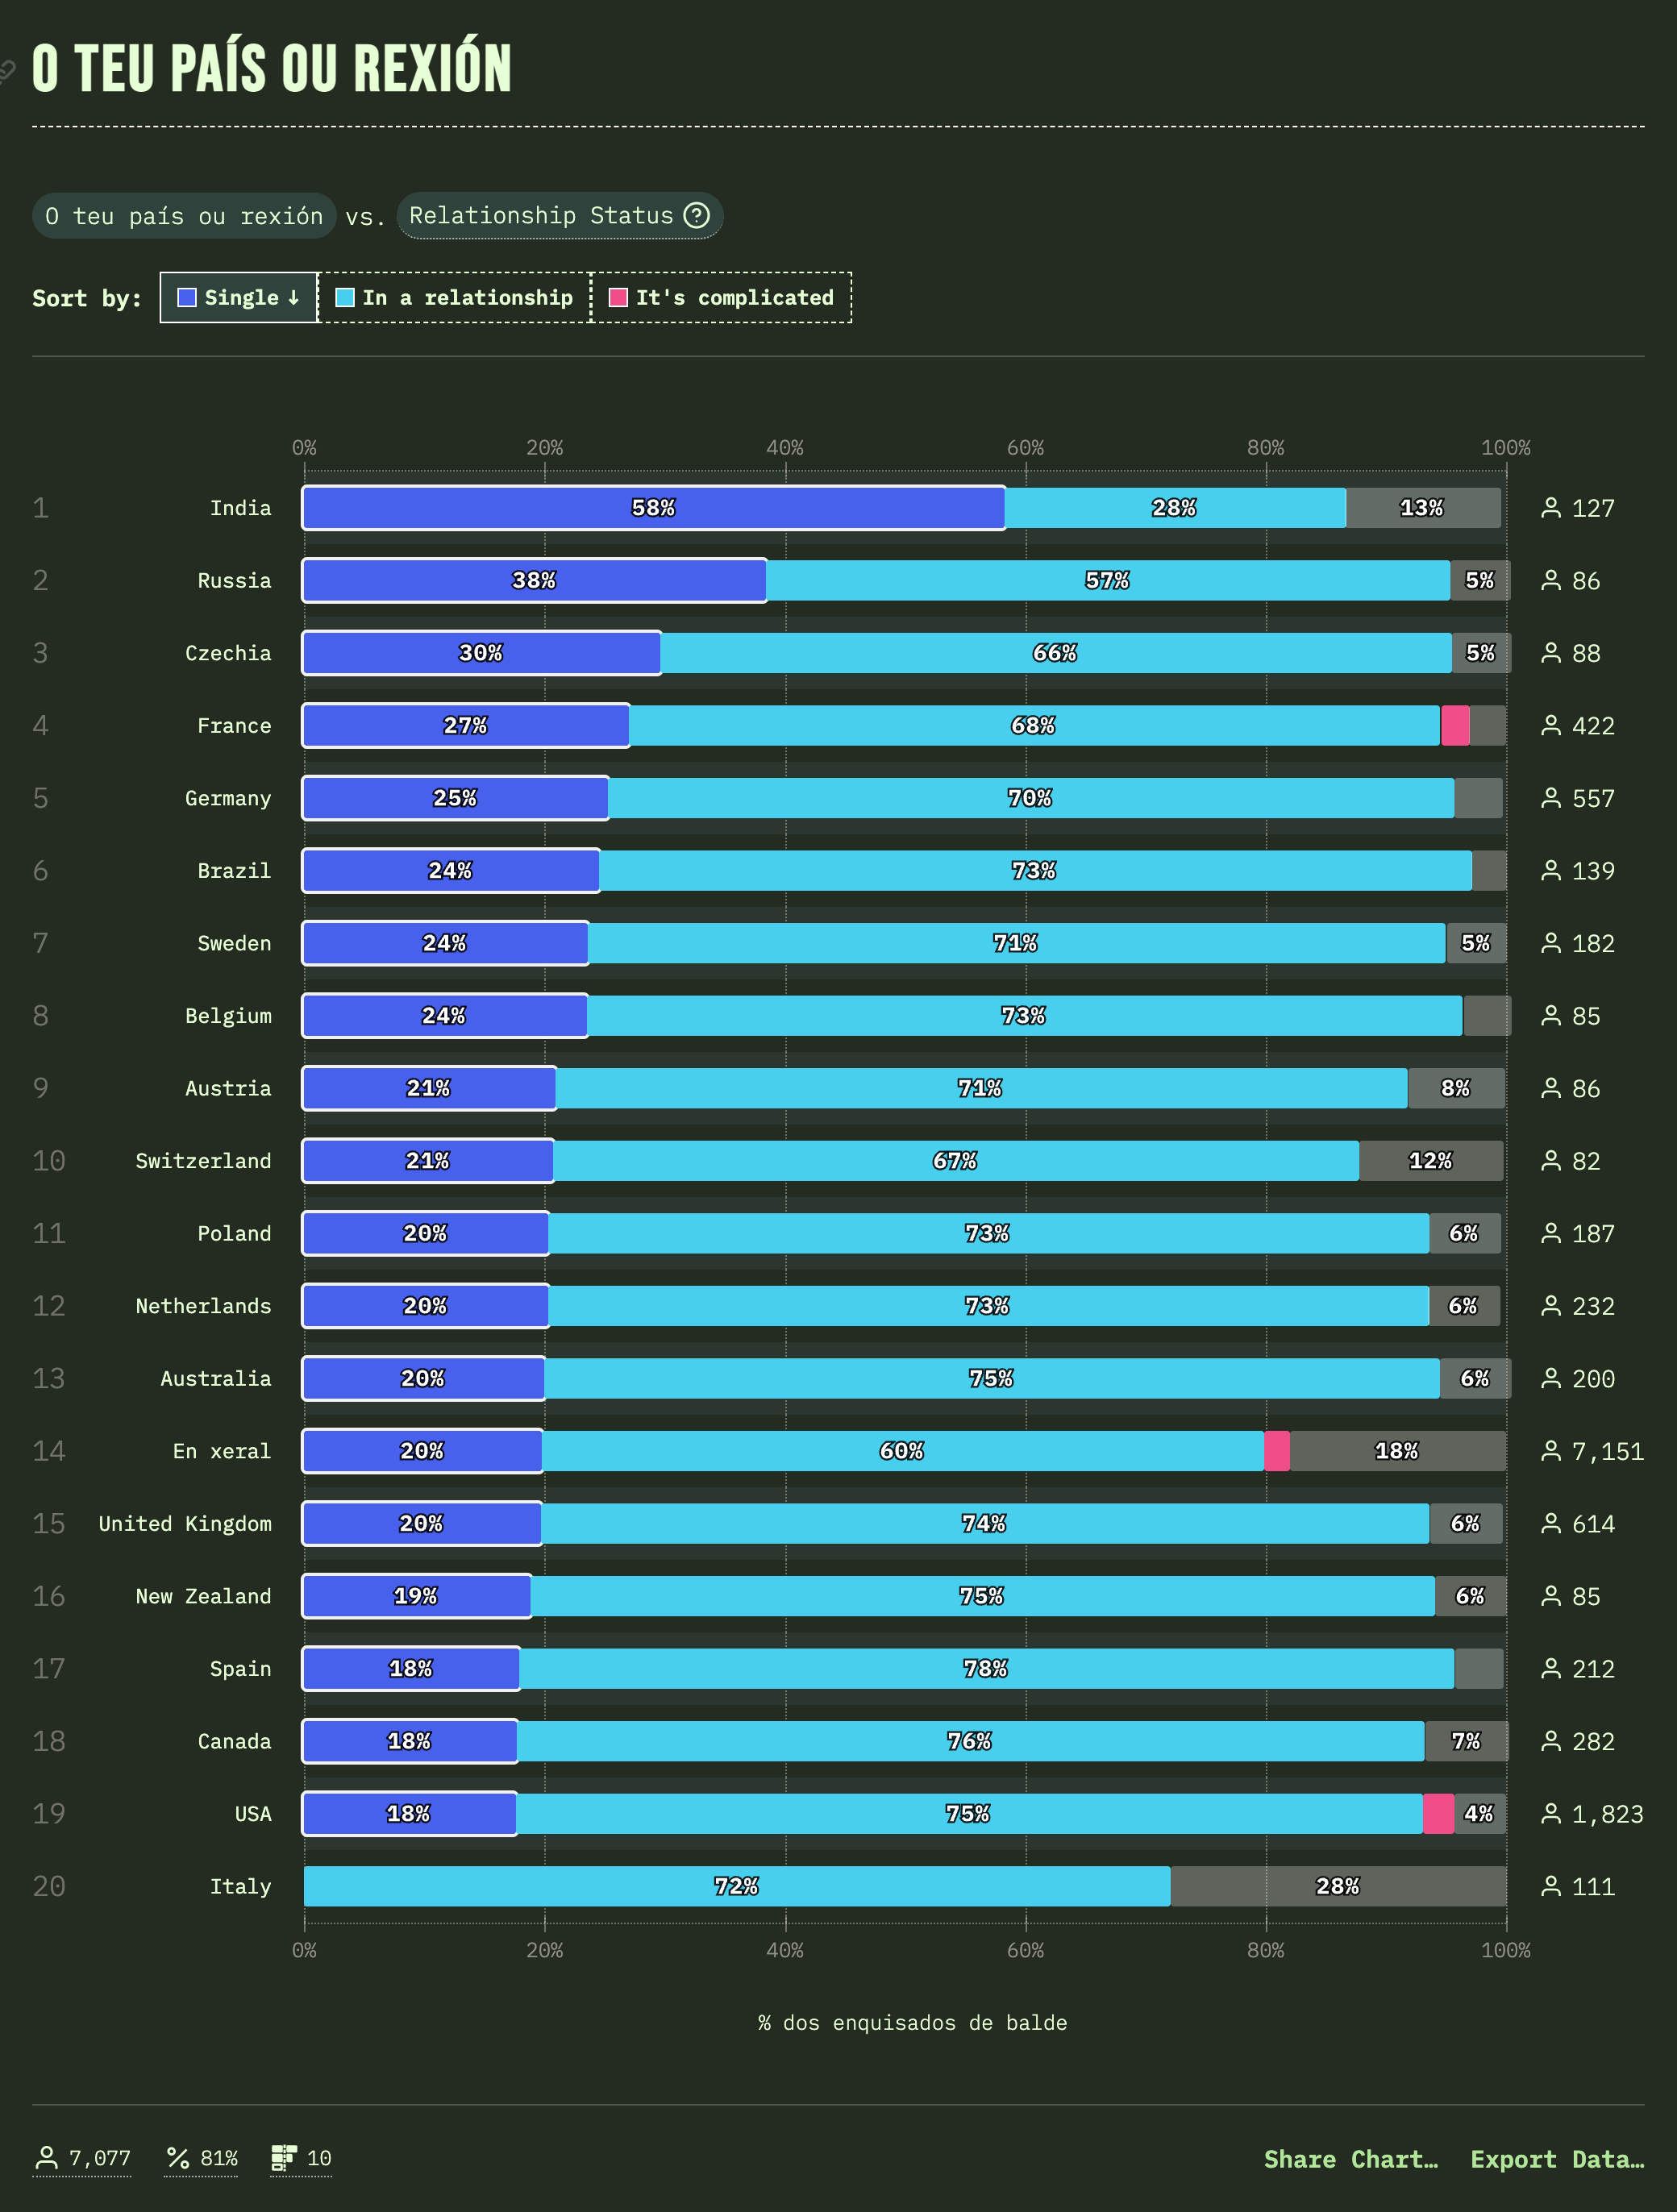 O TEU PAÍS OU REXIÓN
O teu país ou rexión vs. Relationship Status ?
Sort by: Single ↓ In a relationship It's complicated
0% 20% 40% 60% 80% 100%
1 India 58% 28% 13% 127
2 Russia 38% 57% 5% 86
3 Czechia 30% 66% 5% 88
4 France 27% 68% 422
5 Germany 25% 70% 557
6 Brazil 24% 73% 139
7 Sweden 24% 71% 5% 182
8 Belgium 24% 73% 85
9 Austria 21% 71% 8% 86
10 Switzerland 21% 67% 12% 82
11 Poland 20% 73% 6% 187
12 Netherlands 20% 73% 6% 232
13 Australia 20% 75% 6% 200
14 En xeral 20% 60% 18% 7,151
15 United Kingdom 20% 74% 6% 614
16 New Zealand 19% 75% 6% 85
17 Spain 18% 78% 212
18 Canada 18% 76% 7% 282
19 USA 18% 75% 4% 1,823
20 Italy 72% 28% 111
0% 20% 40% 60% 80% 100%
% dos enquisados de balde
7,077 % 81% 10 Share Chart… Export Data…